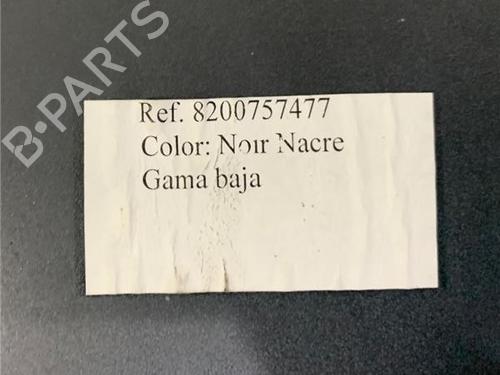 B-PARTS
Ref. 8200757477
Color: Noir Nacre
Gama baja